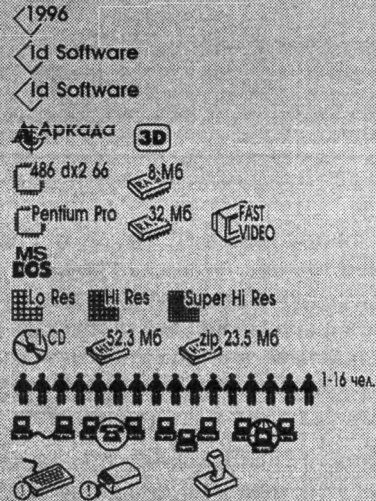 1996
Id Software
Id Software
Аркада 3D
486 dx2 66 8 Мб
Pentium Pro 32 Мб FAST VIDEO
MS DOS
Lo Res Hi Res Super Hi Res
1 CD 52.3 Мб zip 23.5 Мб
1-16 чел.